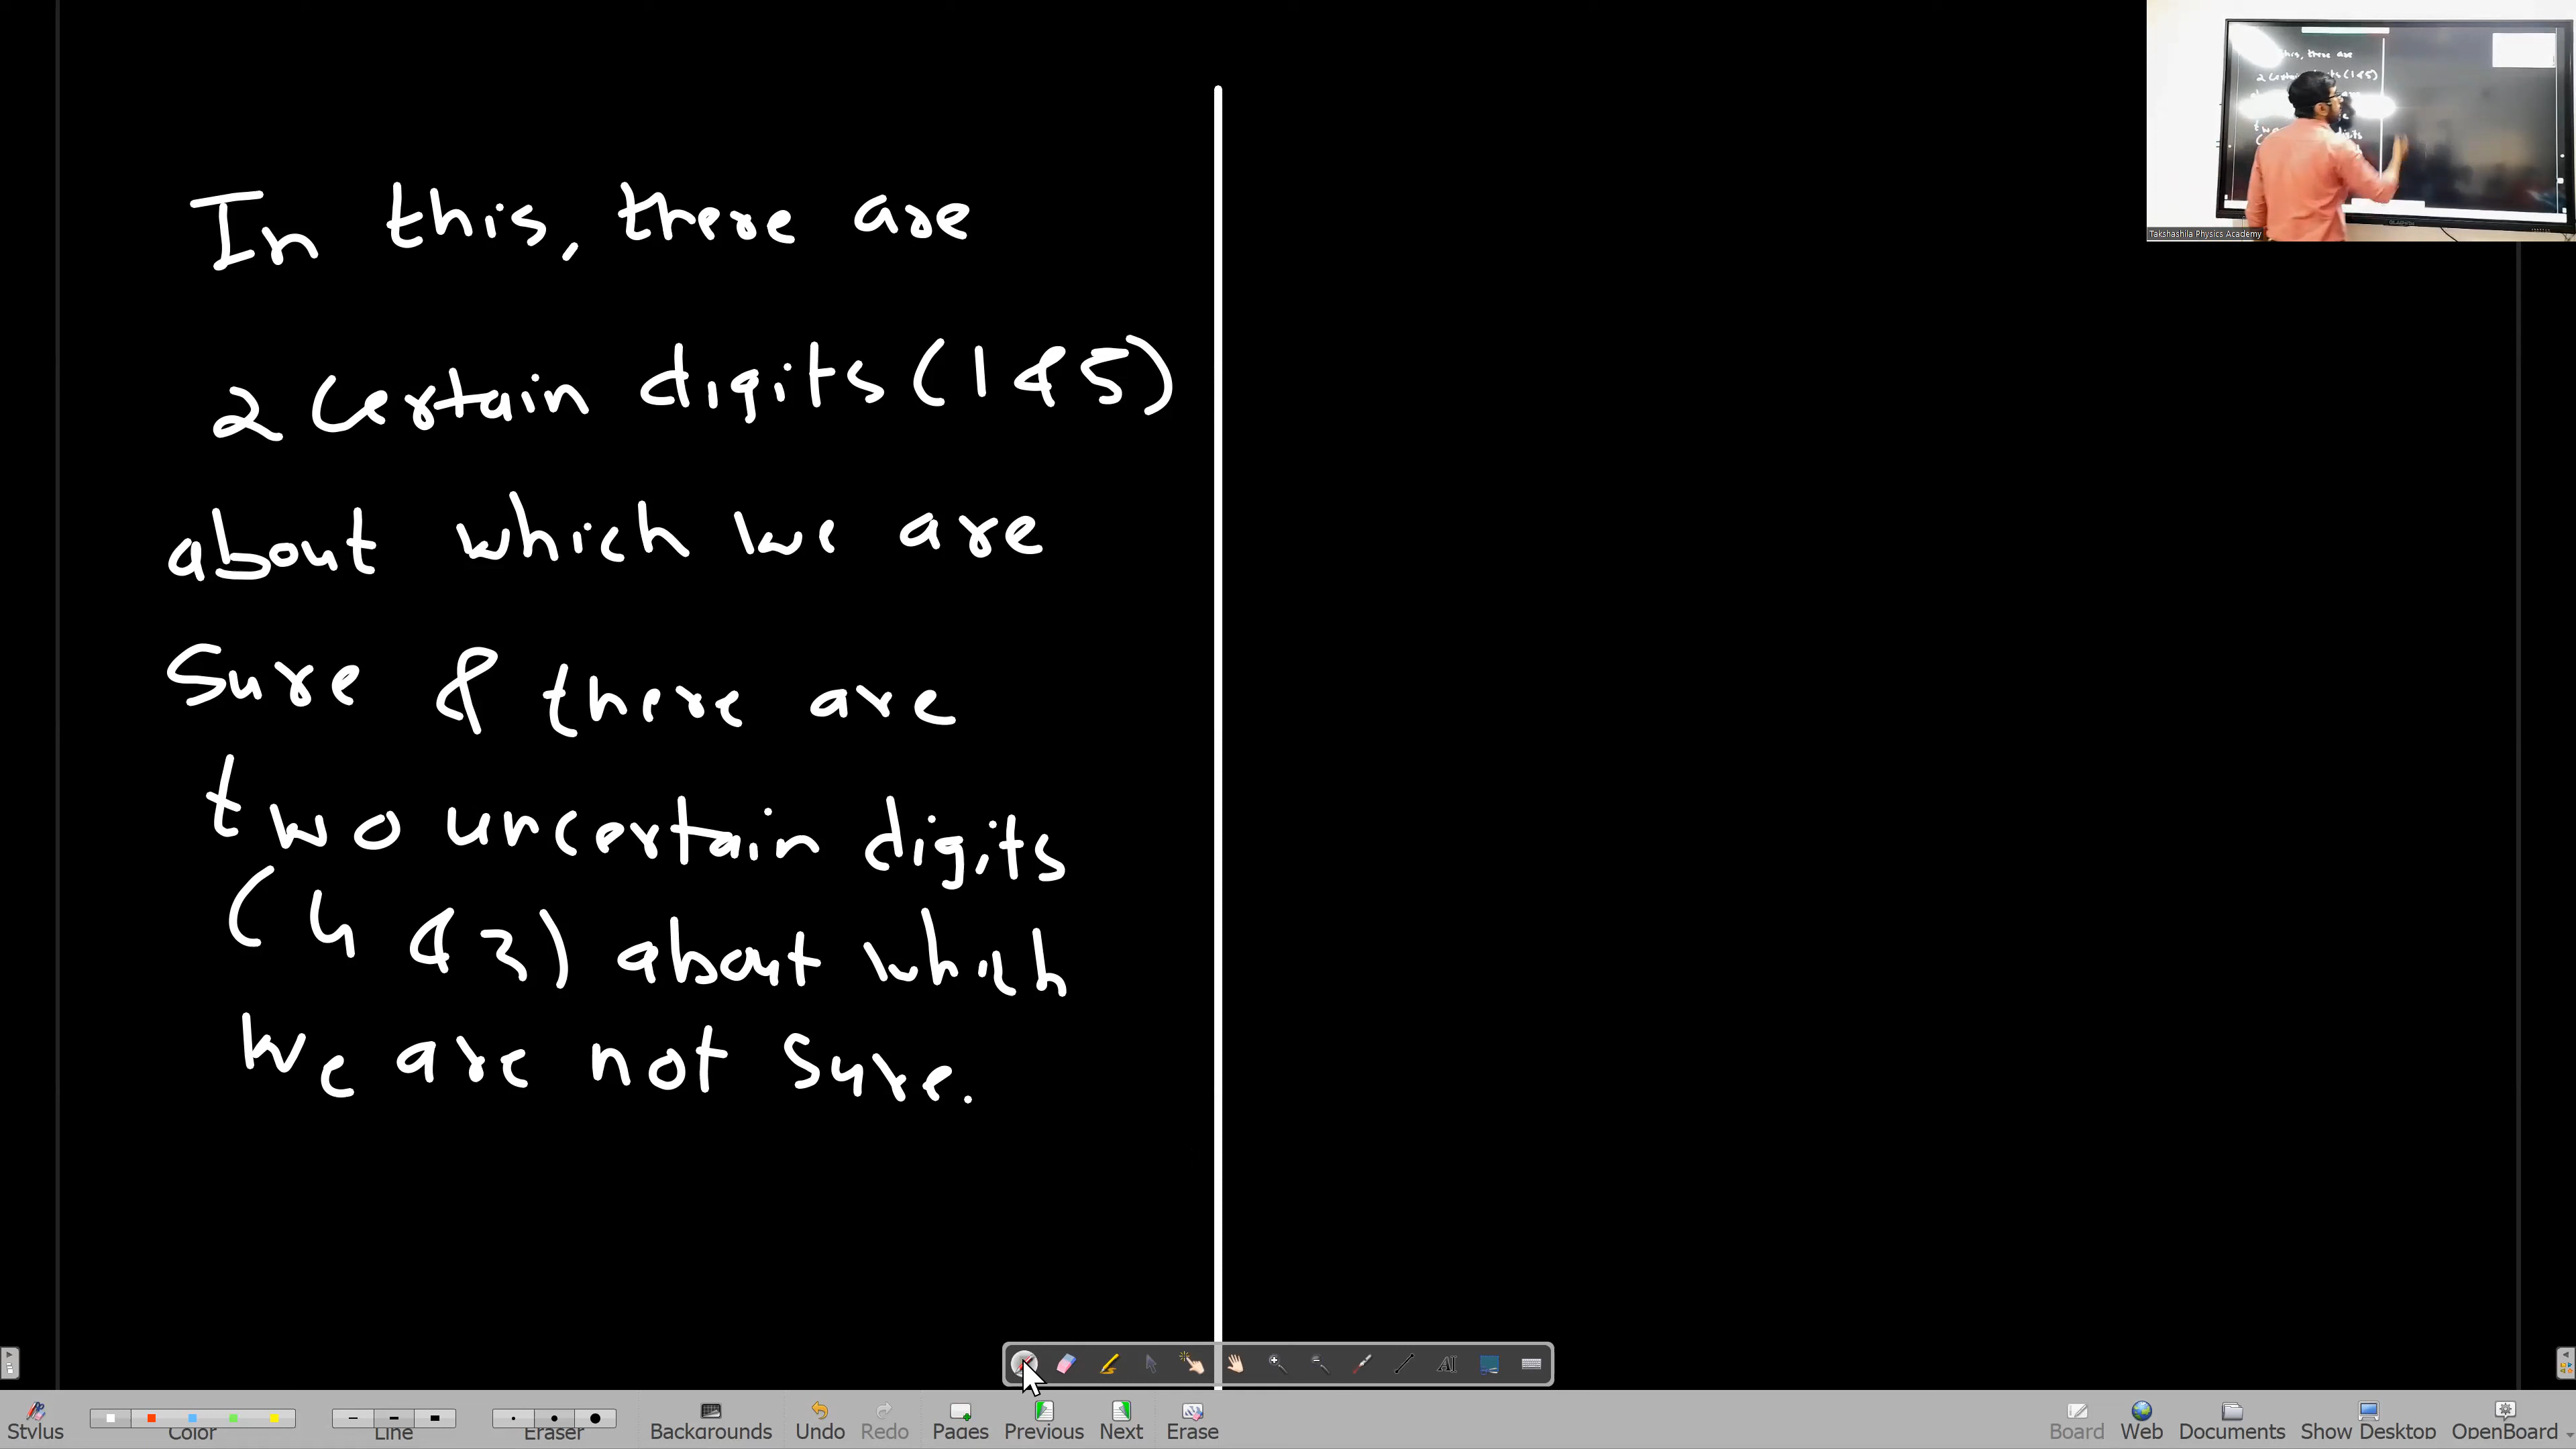 In this, there are
2 certain digits (1 & 5)
about which we are
Sure & there are
two uncertain digits
(4 & 3) about which
we are not sure.
Takshashila Physics Academy
Stylus Color Line Eraser Backgrounds Undo Redo Pages Previous Next Erase Board Web Documents Show Desktop OpenBoard